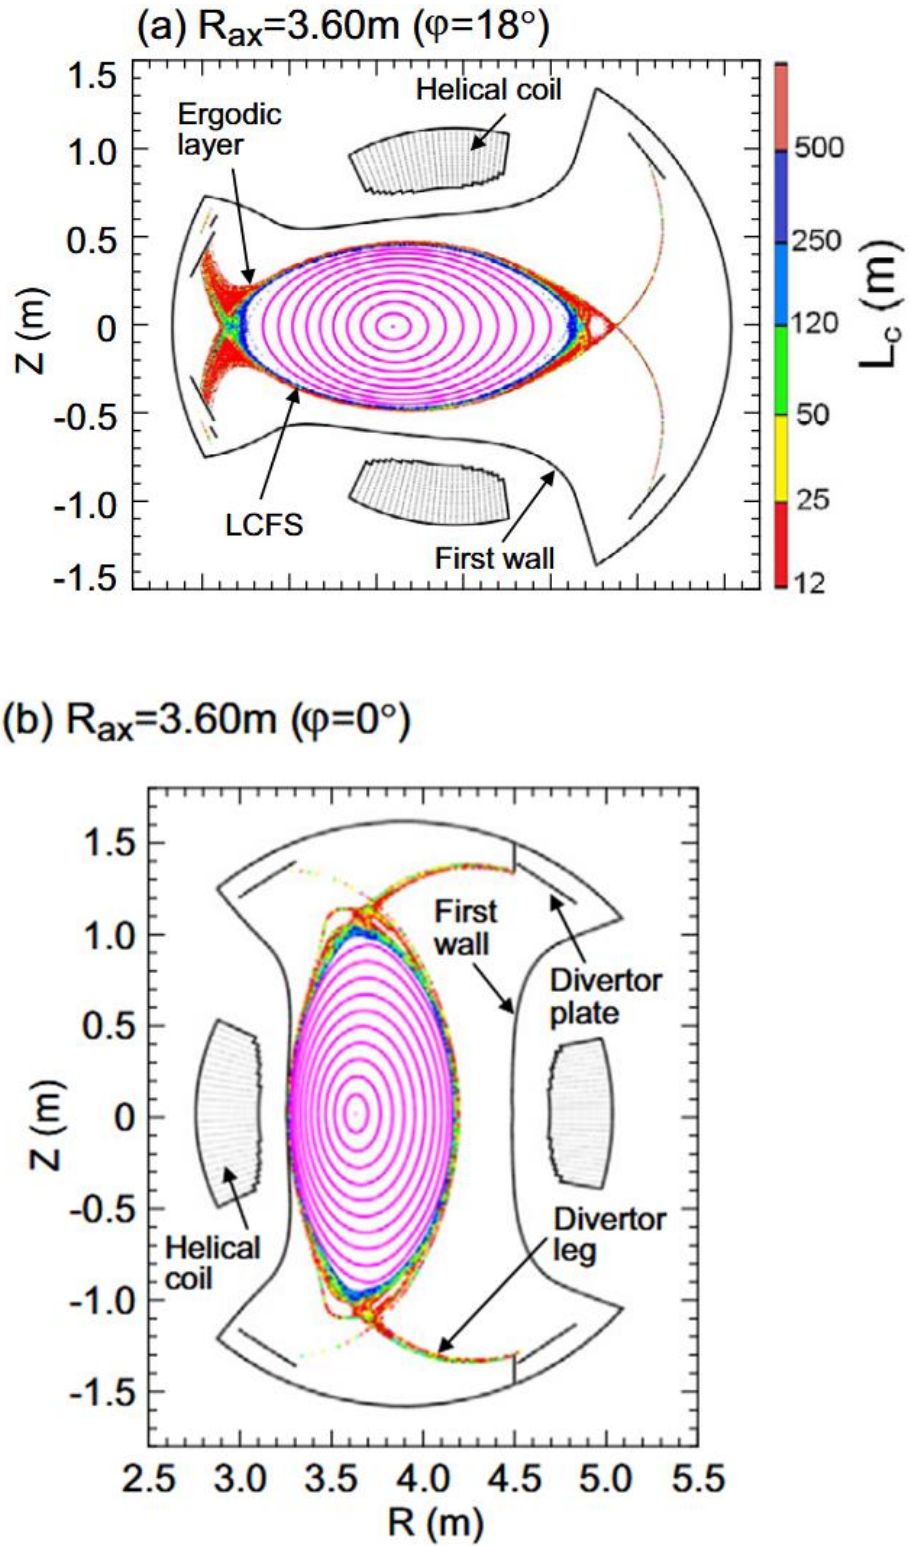 (a) Rax=3.60m (φ=18°)
1.5
1.0
0.5
0
-0.5
-1.0
-1.5
Z (m)
Ergodic
layer
Helical coil
LCFS
First wall
500
250
120
50
25
12
Lc (m)
(b) Rax=3.60m (φ=0°)
1.5
1.0
0.5
0
-0.5
-1.0
-1.5
Z (m)
First
wall
Divertor
plate
Helical
coil
Divertor
leg
2.5 3.0 3.5 4.0 4.5 5.0 5.5
R (m)